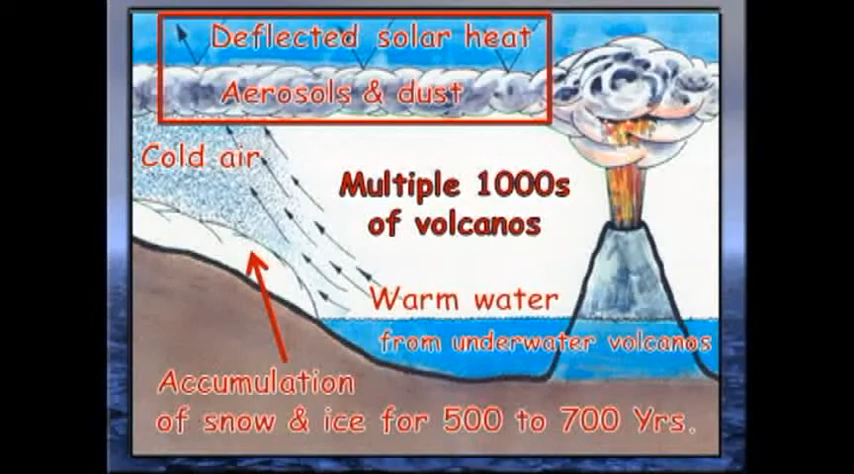 Deflected solar heat
Aerosols & dust
Cold air
Multiple 1000s
of volcanos
Warm water
from underwater volcanos
Accumulation
of snow & ice for 500 to 700 Yrs.